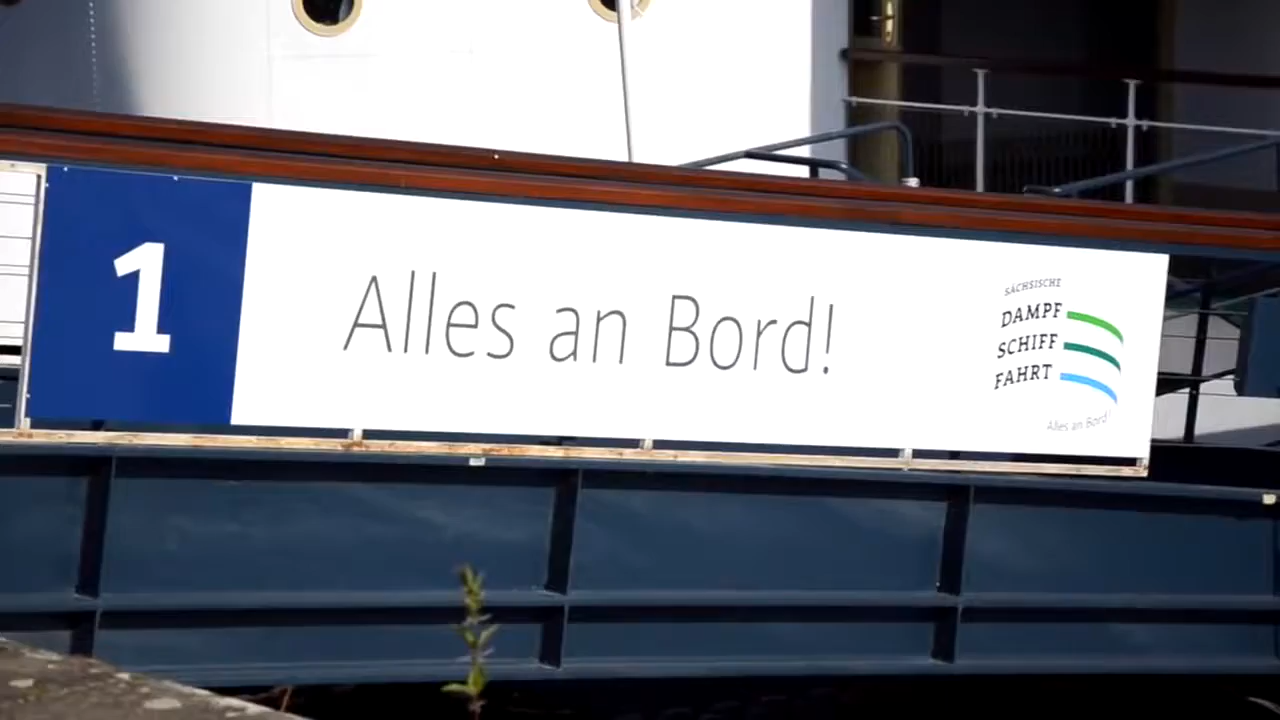 1
Alles an Bord!
SÄCHSISCHE
DAMPF
SCHIFF
FAHRT
Alles an Bord!